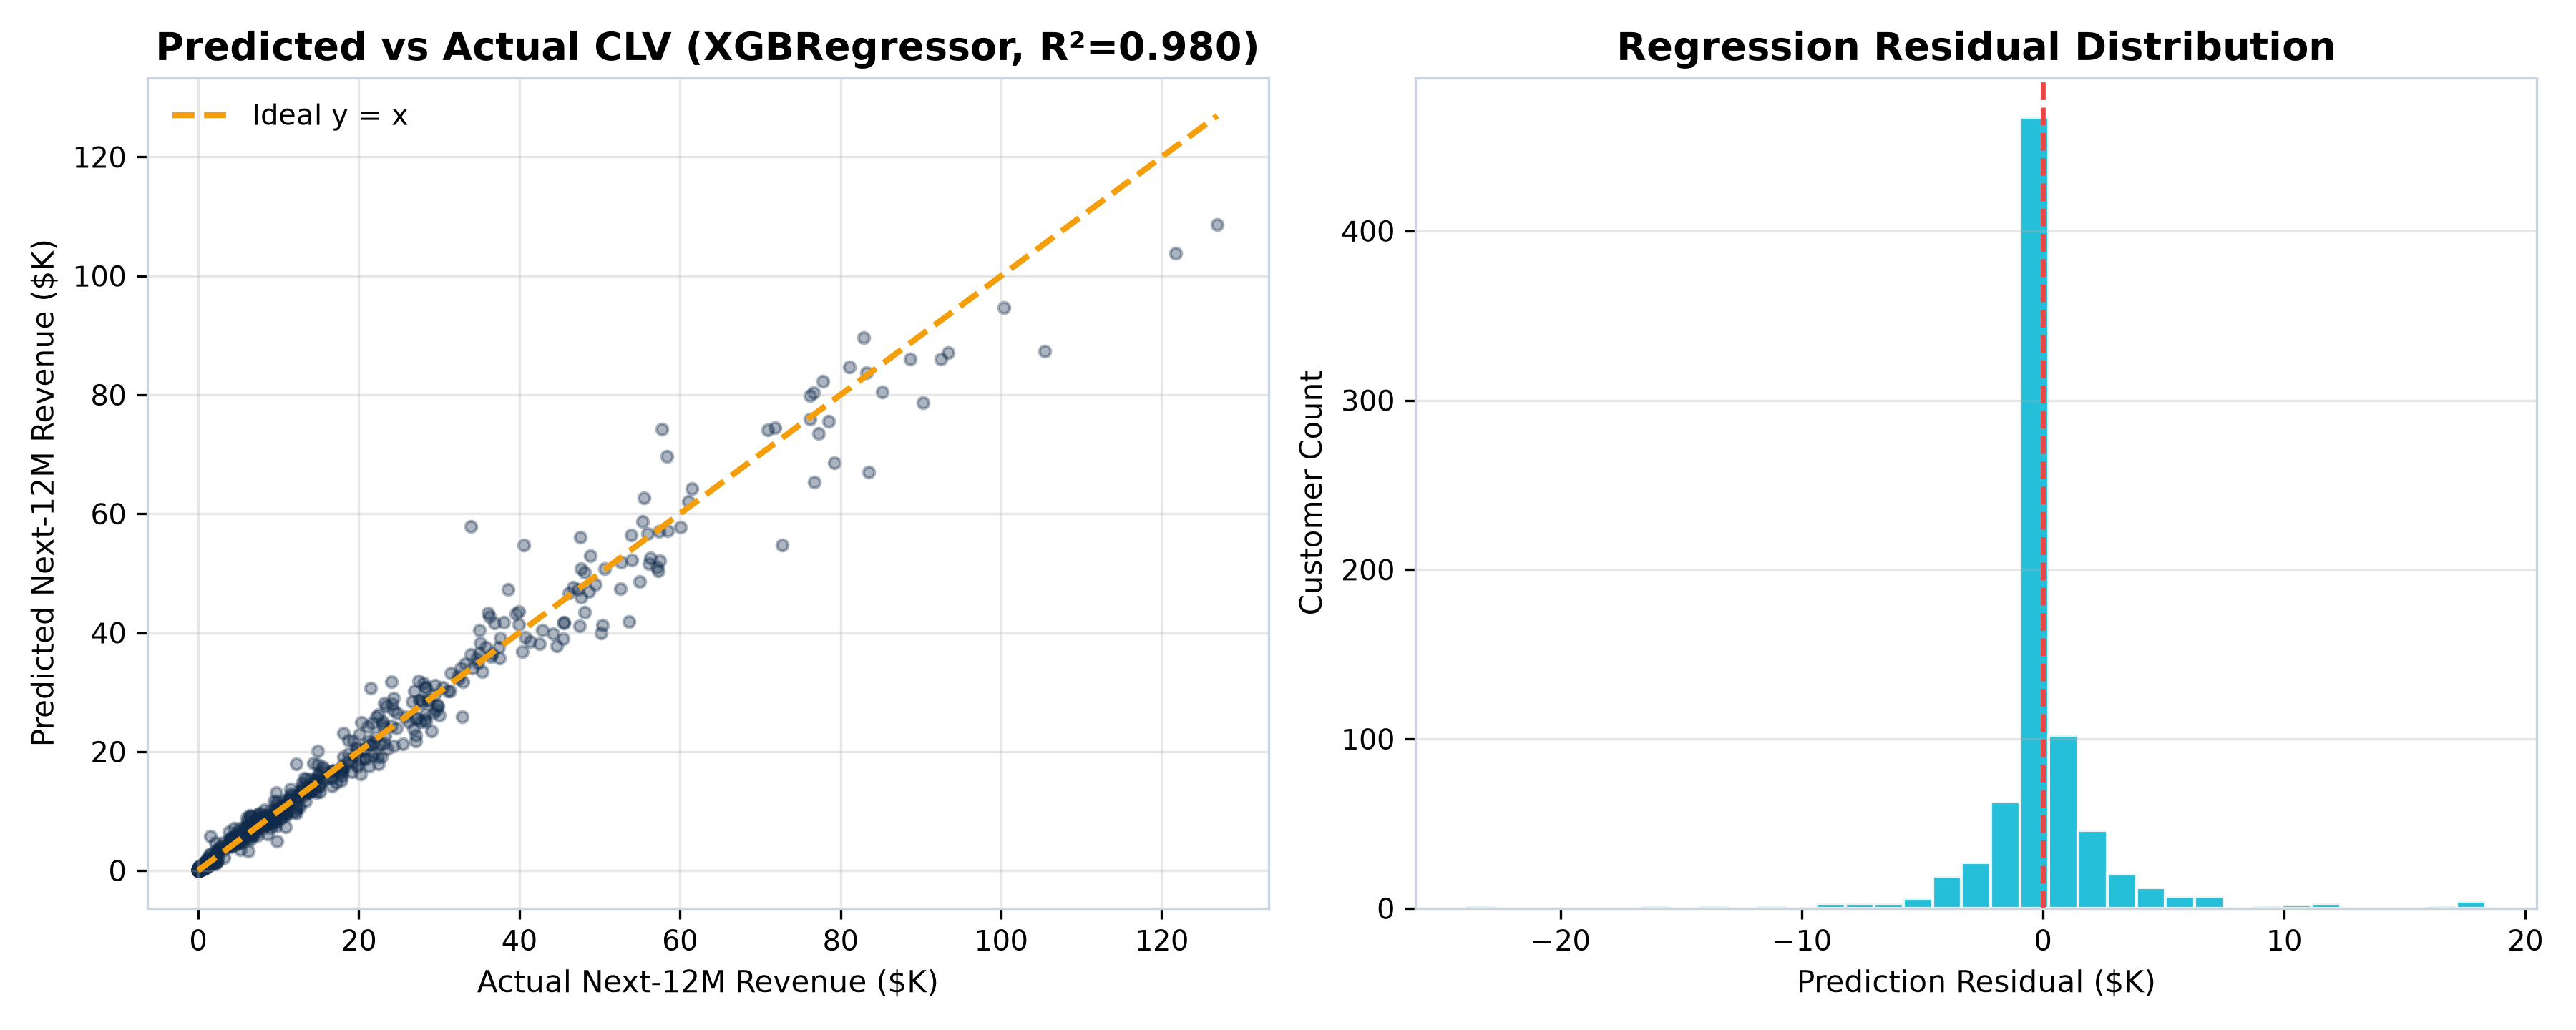 Predicted vs Actual CLV (XGBRegressor, R²=0.980)
Ideal y = x
Predicted Next-12M Revenue ($K)
120
100
80
60
40
20
0
0 20 40 60 80 100 120
Actual Next-12M Revenue ($K)
Regression Residual Distribution
Customer Count
400
300
200
100
0
−20 −10 0 10 20
Prediction Residual ($K)